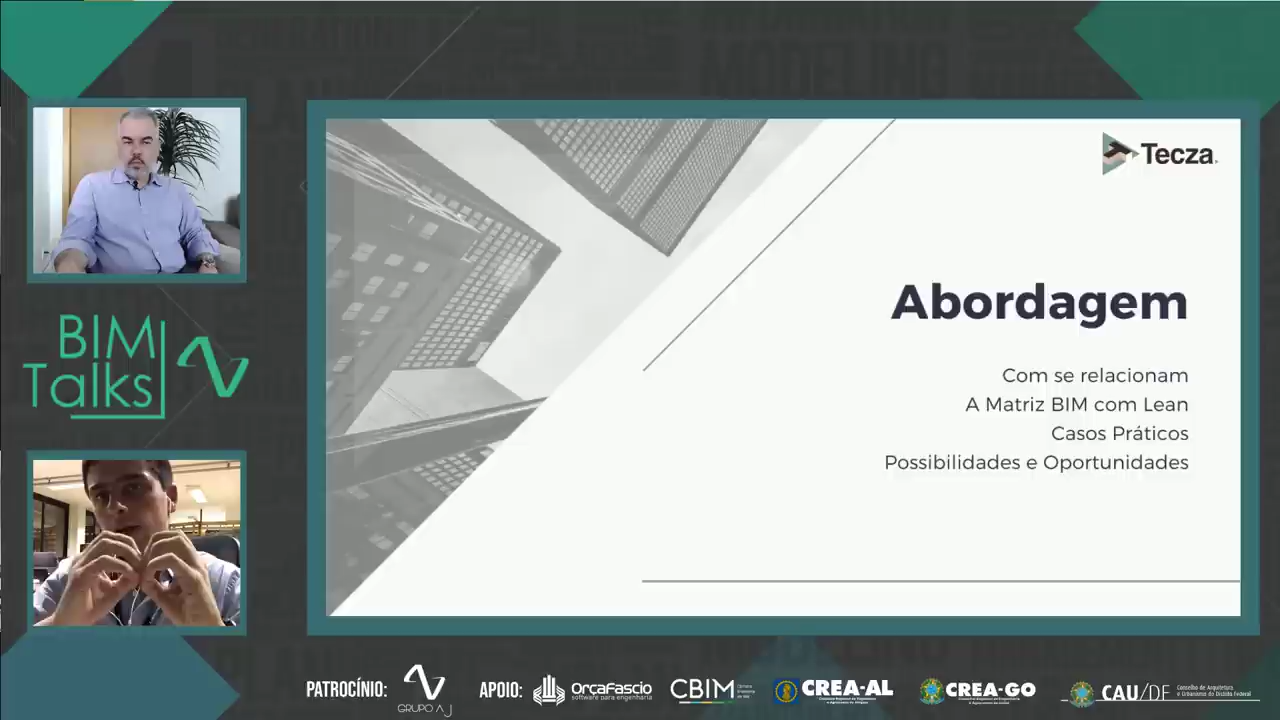 Tecza
Abordagem
Com se relacionam
A Matriz BIM com Lean
Casos Práticos
Possibilidades e Oportunidades
BIM
Talks
PATROCÍNIO:
GRUPO AJ
APOIO:
OrçaFascio
software para engenharia
CBIM
CREA-AL
CREA-GO
CAU/DF
Conselho de Arquitetura
e Urbanismo do Distrito Federal